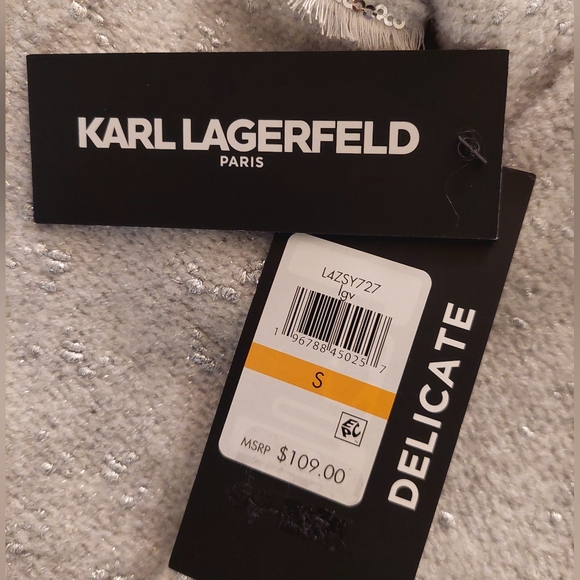 KARL LAGERFELD
PARIS
L4ZSY727
lgv
1 96788 45025 7
S
MSRP $109.00
DELICATE